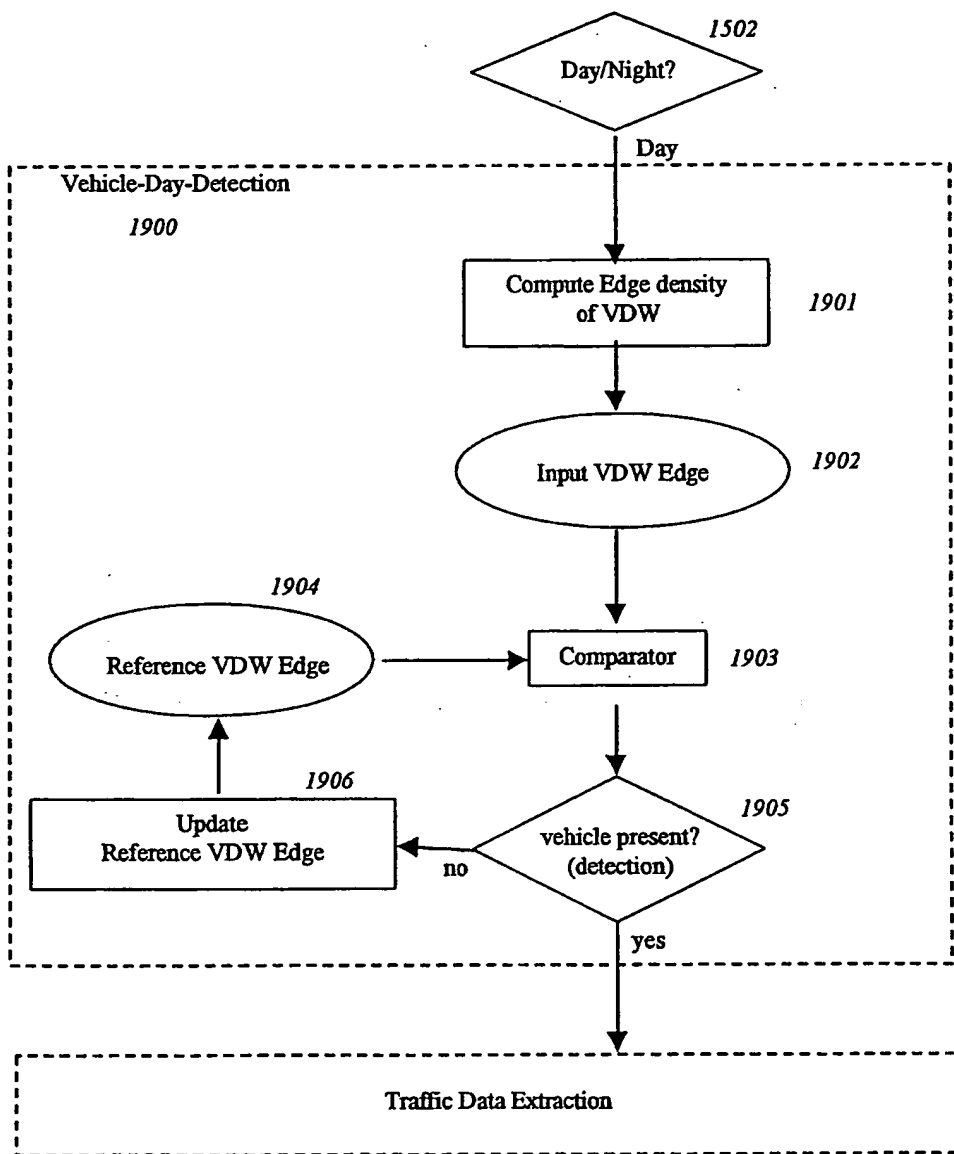 1502
Day/Night?
Day
Vehicle-Day-Detection
1900
Compute Edge density
of VDW
1901
Input VDW Edge
1902
1904
Reference VDW Edge
Comparator
1903
1906
Update
Reference VDW Edge
1905
vehicle present?
(detection)
no
yes
Traffic Data Extraction